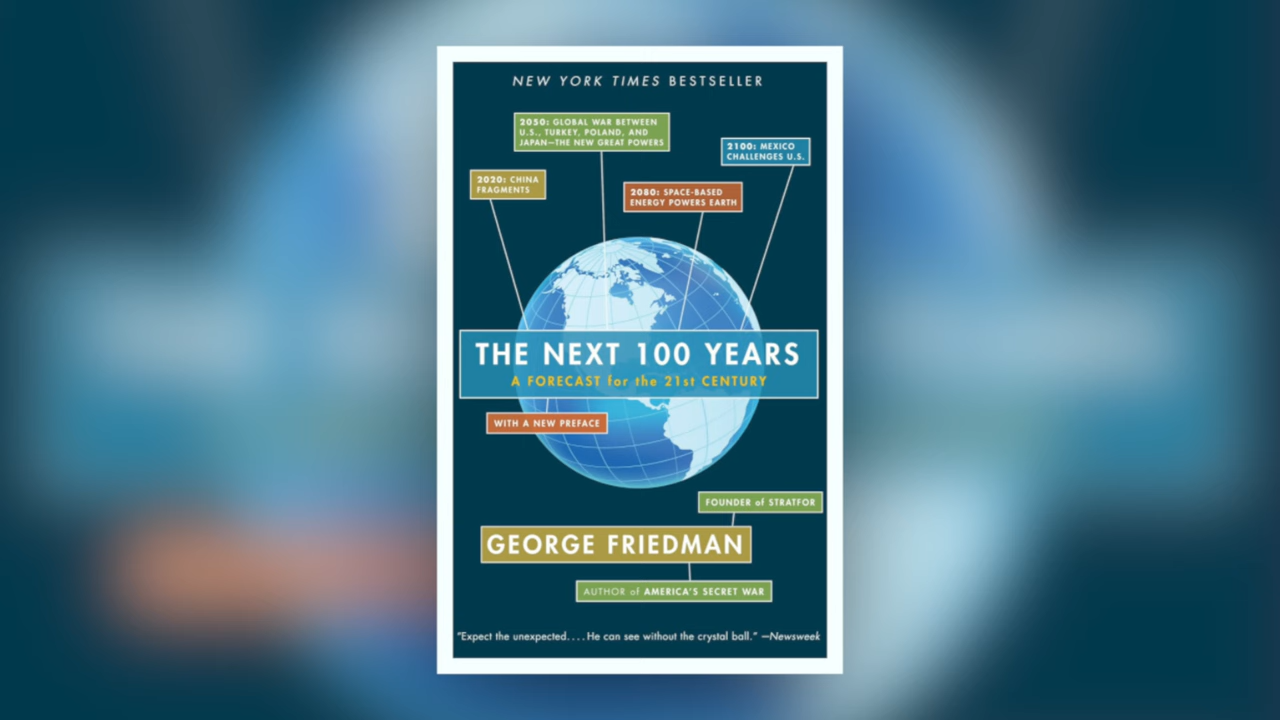 NEW YORK TIMES BESTSELLER
2050: GLOBAL WAR BETWEEN
U.S., TURKEY, POLAND, AND
JAPAN—THE NEW GREAT POWERS
2100: MEXICO
CHALLENGES U.S.
2020: CHINA
FRAGMENTS
2080: SPACE-BASED
ENERGY POWERS EARTH
THE NEXT 100 YEARS
A FORECAST for the 21st CENTURY
WITH A NEW PREFACE
FOUNDER of STRATFOR
GEORGE FRIEDMAN
AUTHOR of AMERICA'S SECRET WAR
"Expect the unexpected....He can see without the crystal ball." —Newsweek